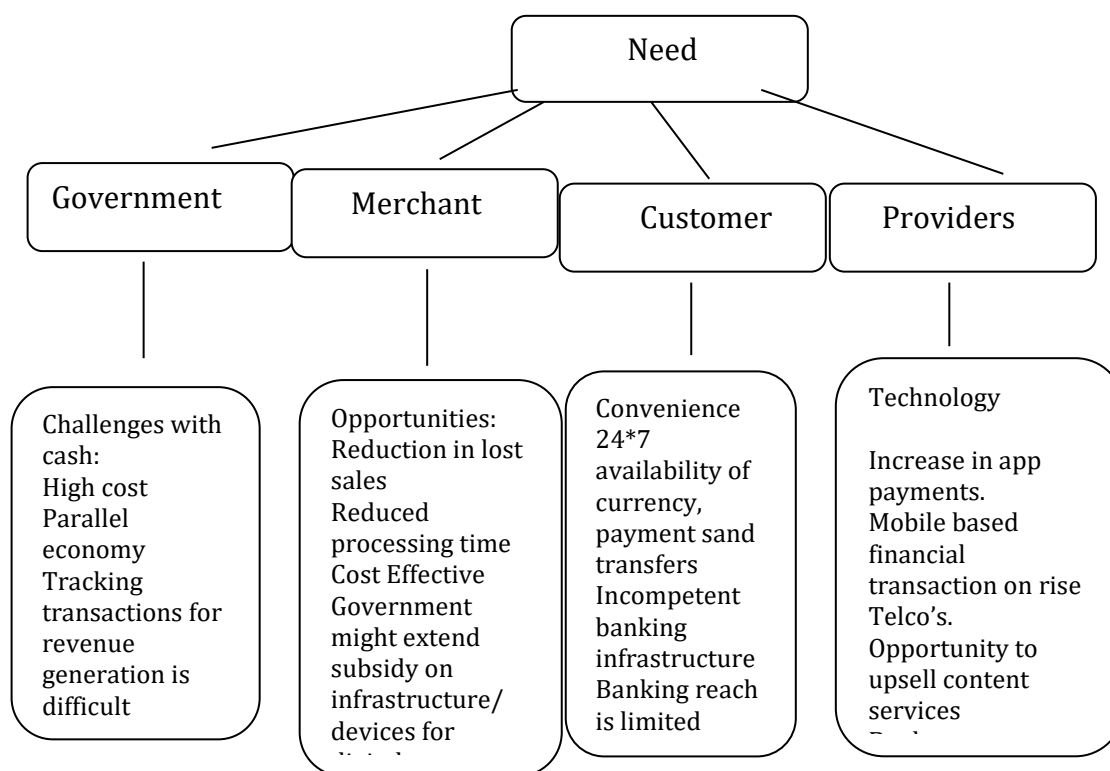 Need
Government
Merchant
Customer
Providers
Challenges with
cash:
High cost
Parallel
economy
Tracking
transactions for
revenue
generation is
difficult
Opportunities:
Reduction in lost
sales
Reduced
processing time
Cost Effective
Government
might extend
subsidy on
infrastructure/
devices for
Convenience
24*7
availability of
currency,
payment sand
transfers
Incompetent
banking
infrastructure
Banking reach
is limited
Technology
Increase in app
payments.
Mobile based
financial
transaction on rise
Telco’s.
Opportunity to
upsell content
services